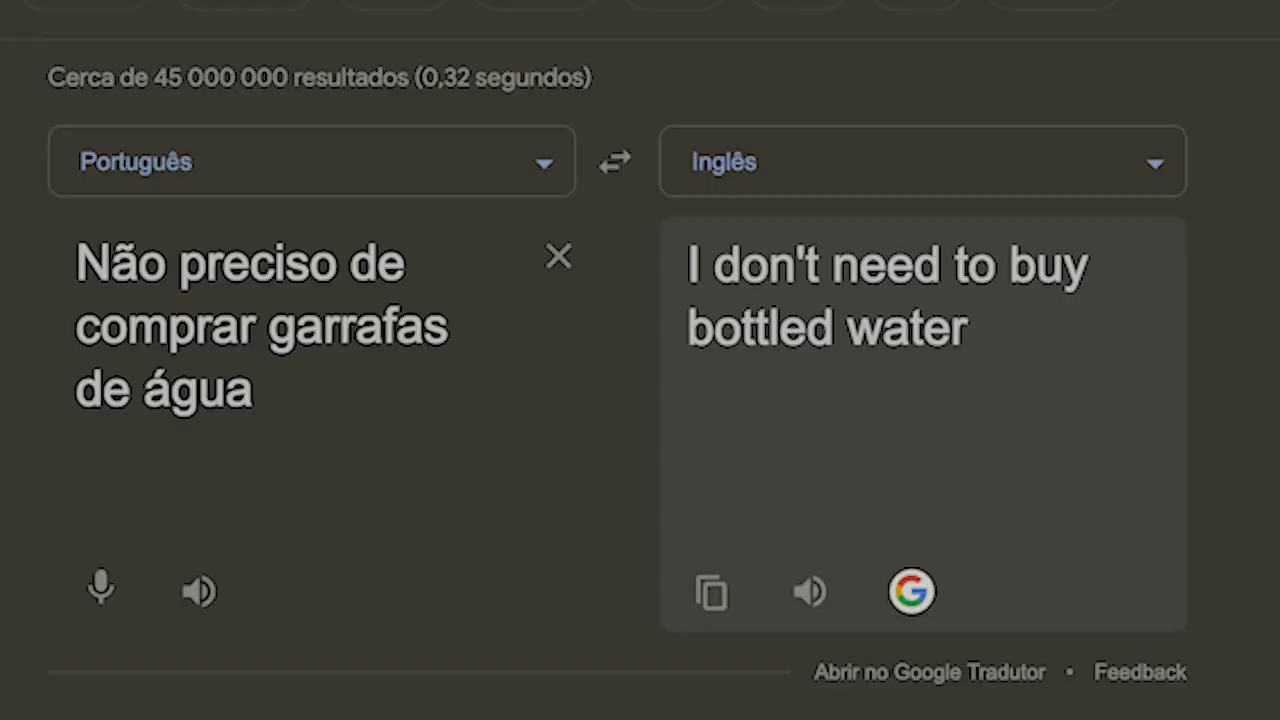 Cerca de 45 000 000 resultados (0,32 segundos)
Português
Inglês
Não preciso de
comprar garrafas
de água
I don't need to buy
bottled water
Abrir no Google Tradutor • Feedback